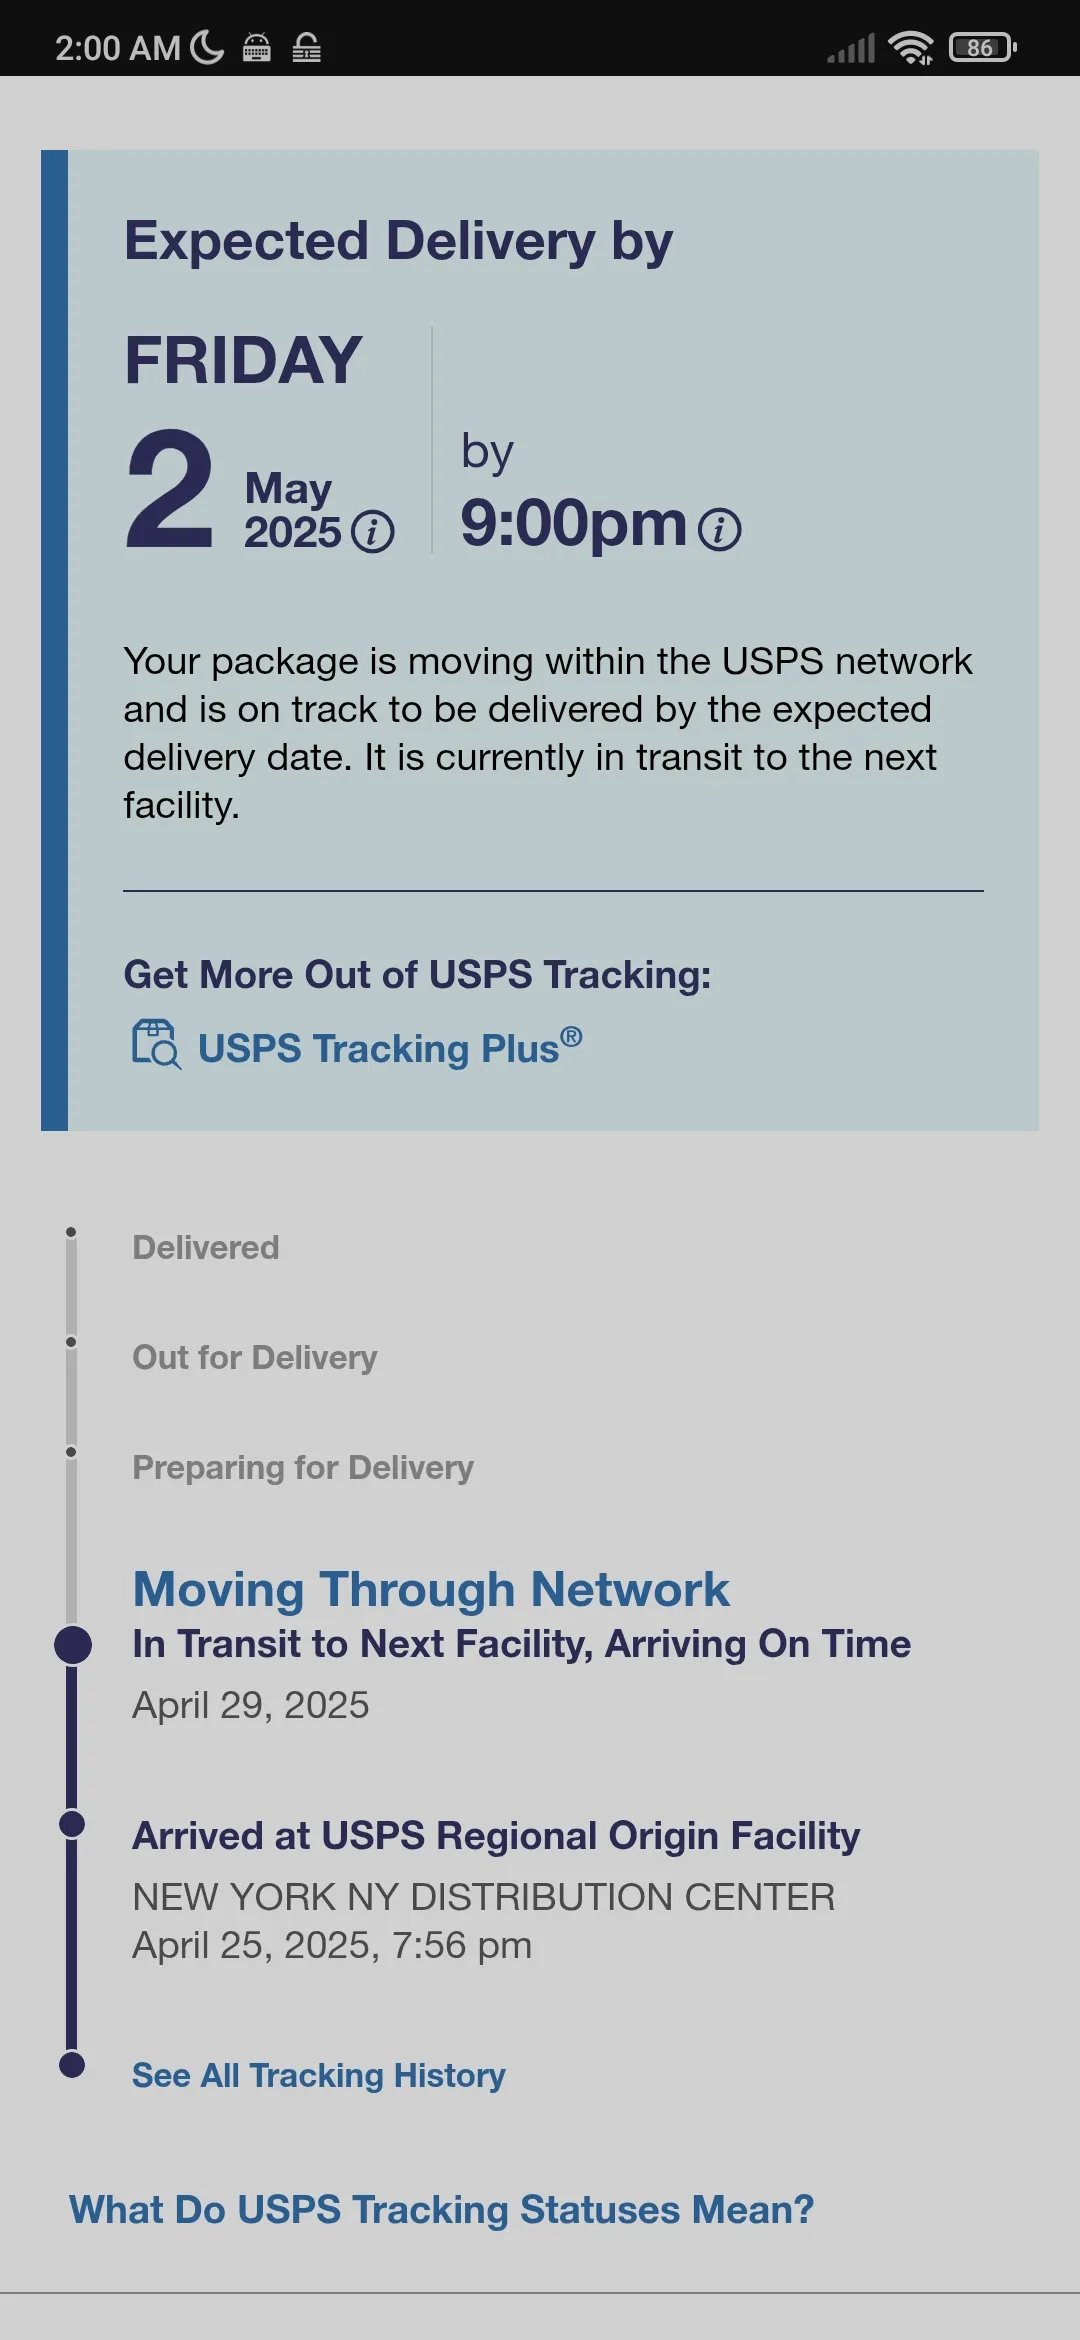 2:00 AM
86
Expected Delivery by
FRIDAY
2 May 2025
by
9:00pm
Your package is moving within the USPS network
and is on track to be delivered by the expected
delivery date. It is currently in transit to the next
facility.
Get More Out of USPS Tracking:
USPS Tracking Plus®
Delivered
Out for Delivery
Preparing for Delivery
Moving Through Network
In Transit to Next Facility, Arriving On Time
April 29, 2025
Arrived at USPS Regional Origin Facility
NEW YORK NY DISTRIBUTION CENTER
April 25, 2025, 7:56 pm
See All Tracking History
What Do USPS Tracking Statuses Mean?